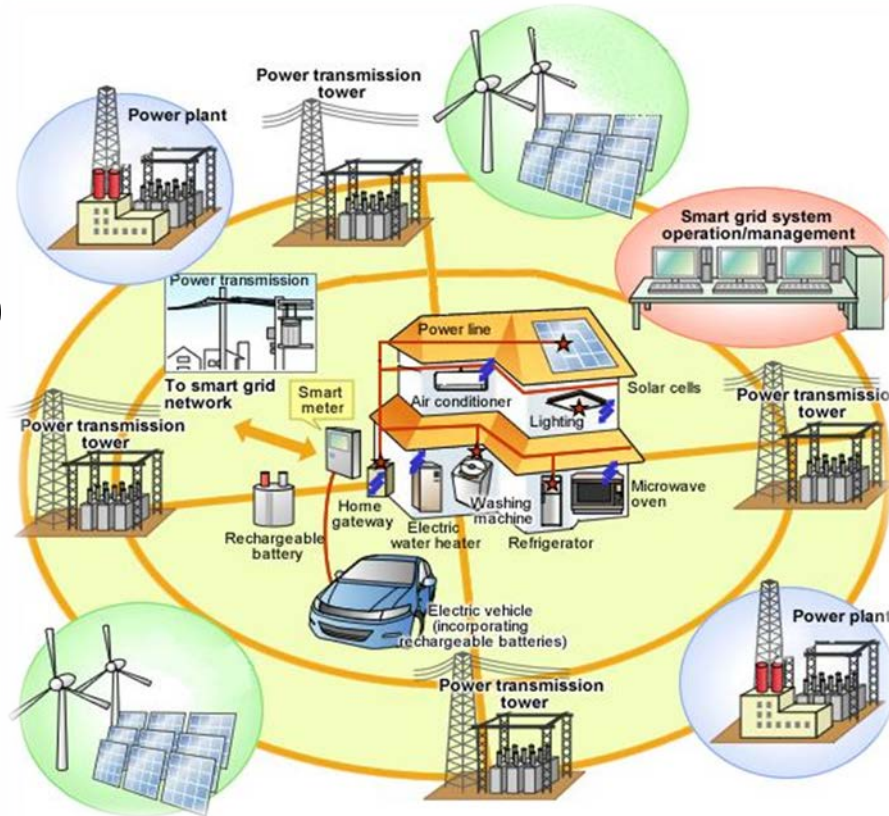 Power transmission
tower
Power plant
Smart grid system
operation/management
Power transmission
Power line
To smart grid
network
Smart
meter
Air conditioner
Solar cells
Lighting
Power transmissio
tower
Power transmission
tower
Home
gateway
Electric
water heater
Washing
machine
Refrigerator
Microwave
oven
Rechargeable
battery
Electric vehicle
(incorporating
rechargeable batteries)
Power plant
Power transmission
tower